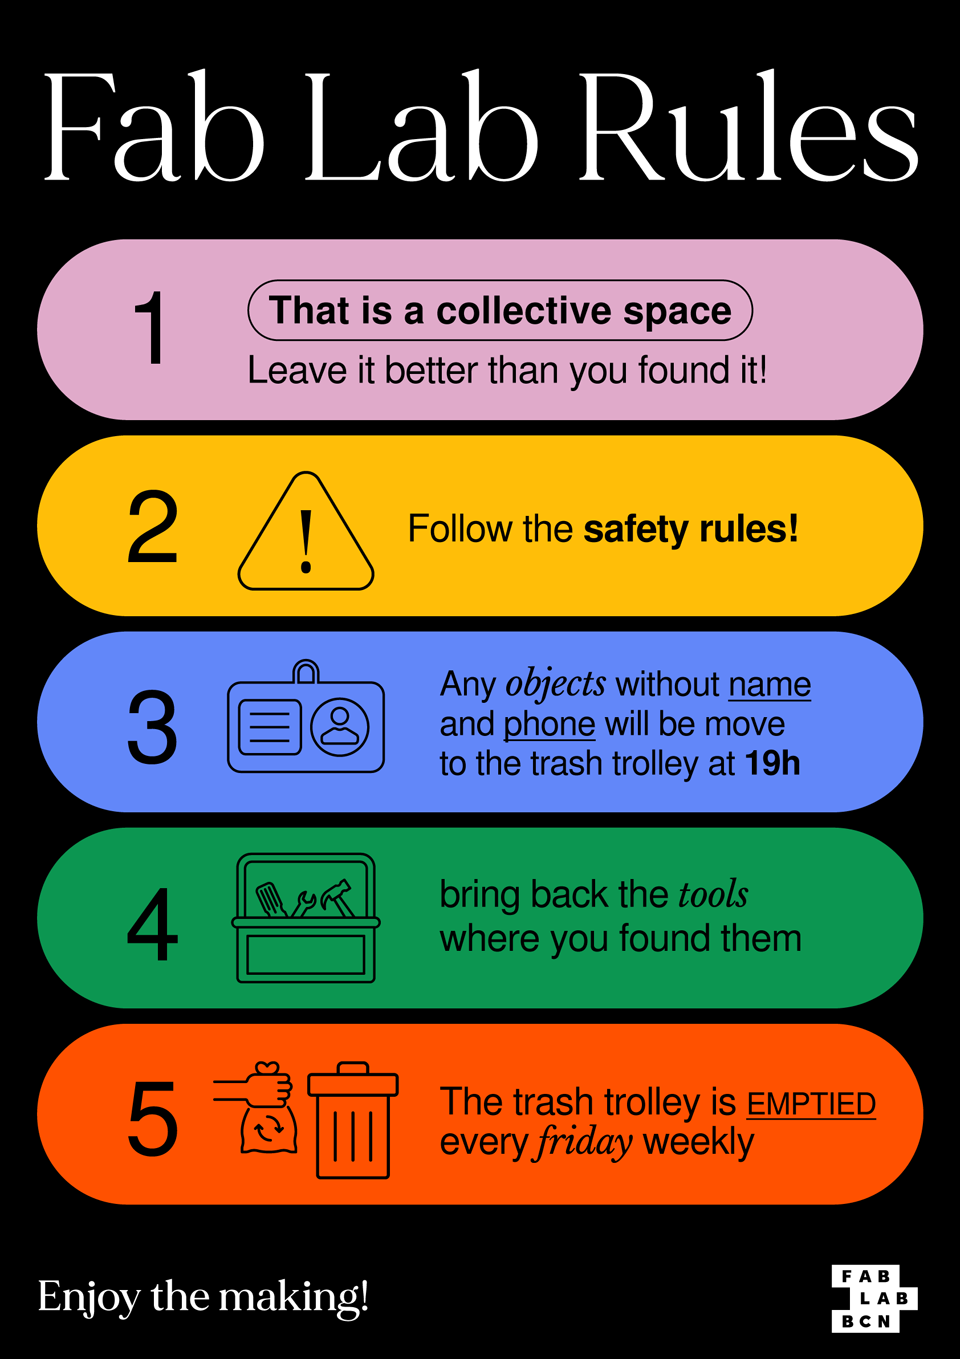 Fab Lab Rules
1
That is a collective space
Leave it better than you found it!
2
!
Follow the safety rules!
3
Any objects without name
and phone will be move
to the trash trolley at 19h
4
bring back the tools
where you found them
5
The trash trolley is EMPTIED
every friday weekly
Enjoy the making!
FAB
LAB
BCN